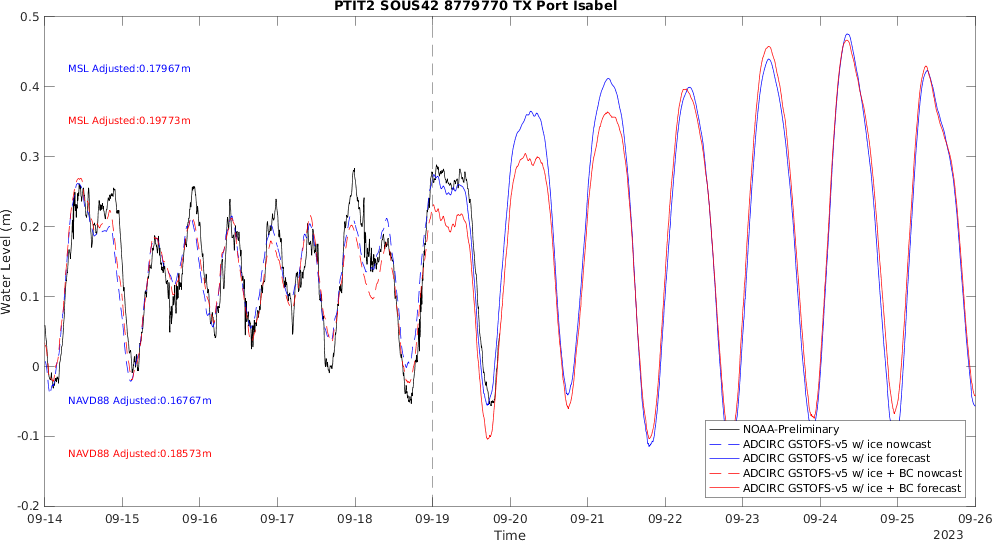 PTIT2 SOUS42 8779770 TX Port Isabel
0.5
0.4
0.3
0.2
0.1
0
-0.1
-0.2
Water Level (m)
MSL Adjusted:0.17967m
MSL Adjusted:0.19773m
NAVD88 Adjusted:0.16767m
NAVD88 Adjusted:0.18573m
NOAA-Preliminary
ADCIRC GSTOFS-v5 w/ ice nowcast
ADCIRC GSTOFS-v5 w/ ice forecast
ADCIRC GSTOFS-v5 w/ ice + BC nowcast
ADCIRC GSTOFS-v5 w/ ice + BC forecast
09-14 09-15 09-16 09-17 09-18 09-19 09-20 09-21 09-22 09-23 09-24 09-25 09-26
Time
2023